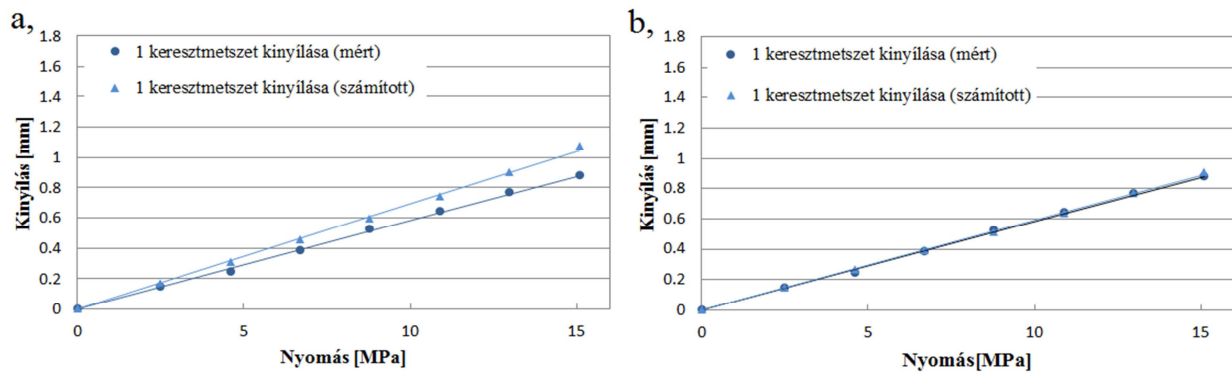 a,
1.8
1.6
1.4
1.2
1
0.8
0.6
0.4
0.2
0
Kinyílás [mm]
1 keresztmetszet kinyílása (mért)
1 keresztmetszet kinyílása (számított)
0 5 10 15
Nyomás [MPa]
b,
1.8
1.6
1.4
1.2
1
0.8
0.6
0.4
0.2
0
Kinyílás [mm]
1 keresztmetszet kinyílása (mért)
1 keresztmetszet kinyílása (számított)
0 5 10 15
Nyomás[MPa]